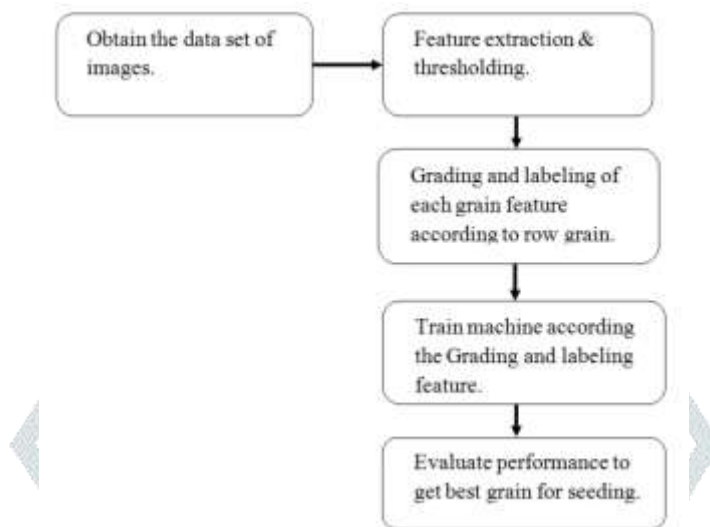 Obtain the data set of
images.
Feature extraction &
thresholding.
Grading and labeling of
each grain feature
according to row grain.
Train machine according
the Grading and labeling
feature.
Evaluate performance to
get best grain for seeding.